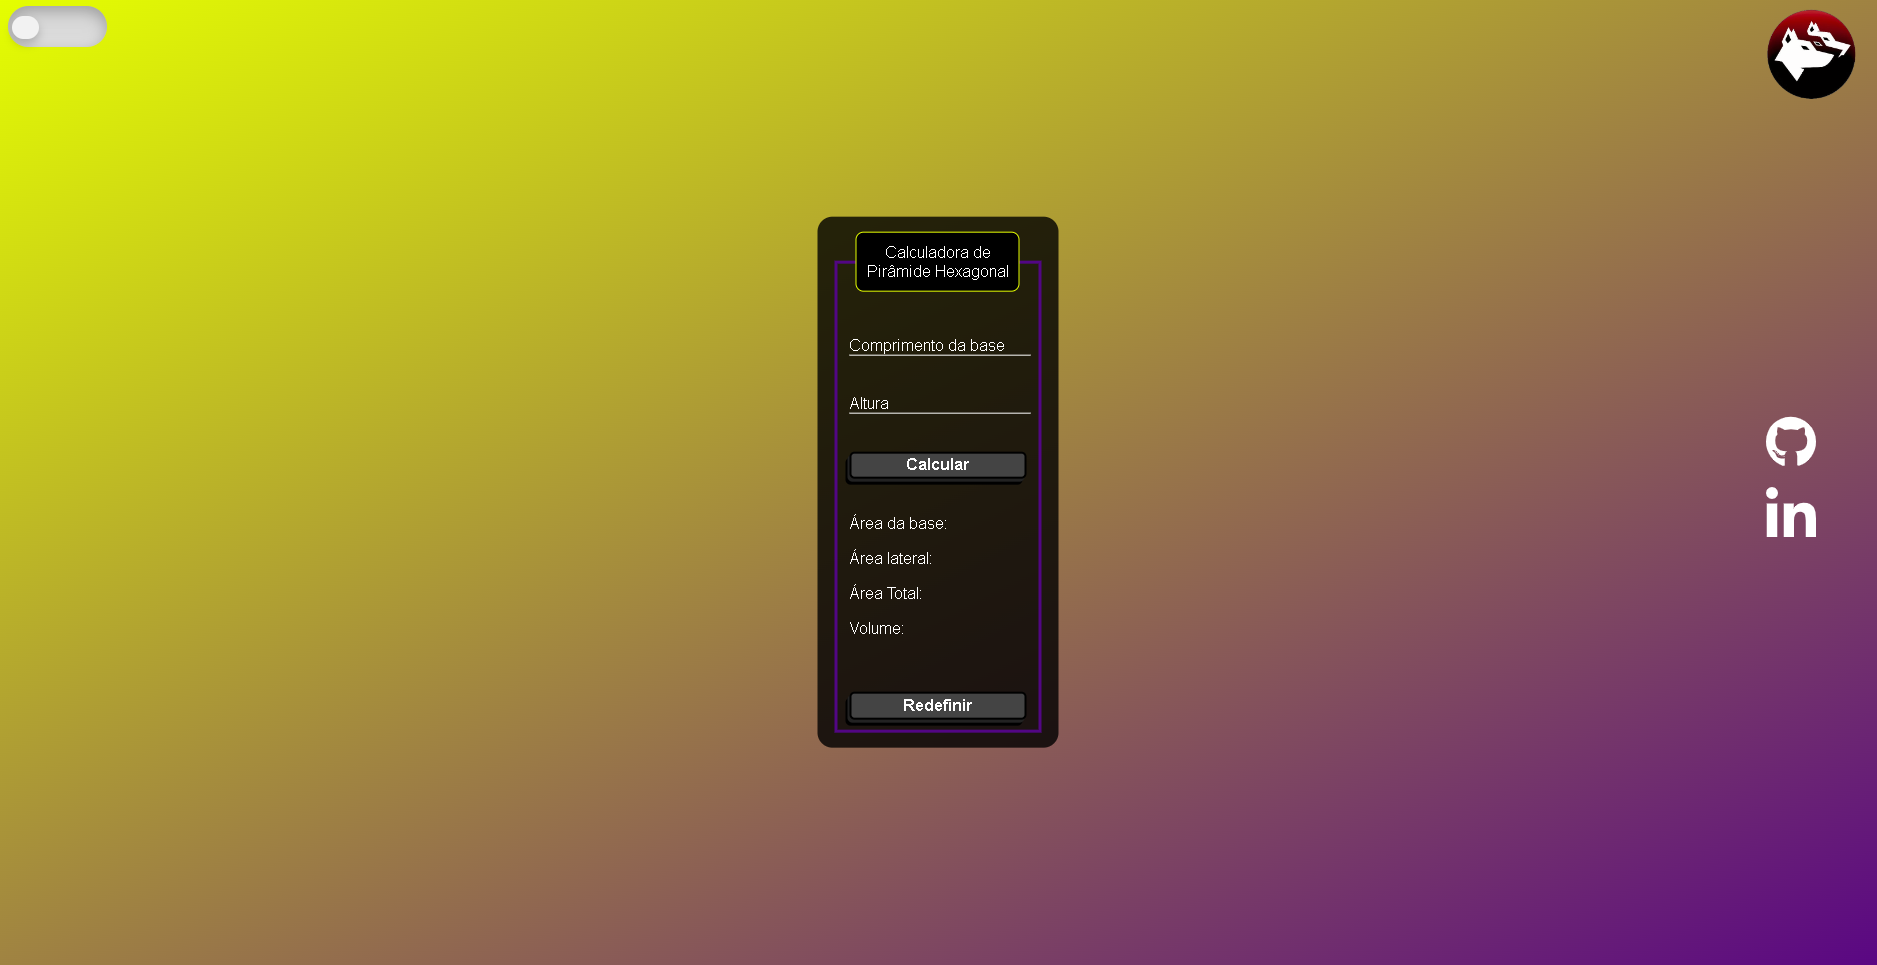 Calculadora de
Pirâmide Hexagonal
Comprimento da base
Altura
Calcular
Área da base:
Área lateral:
Área Total:
Volume:
Redefinir
in